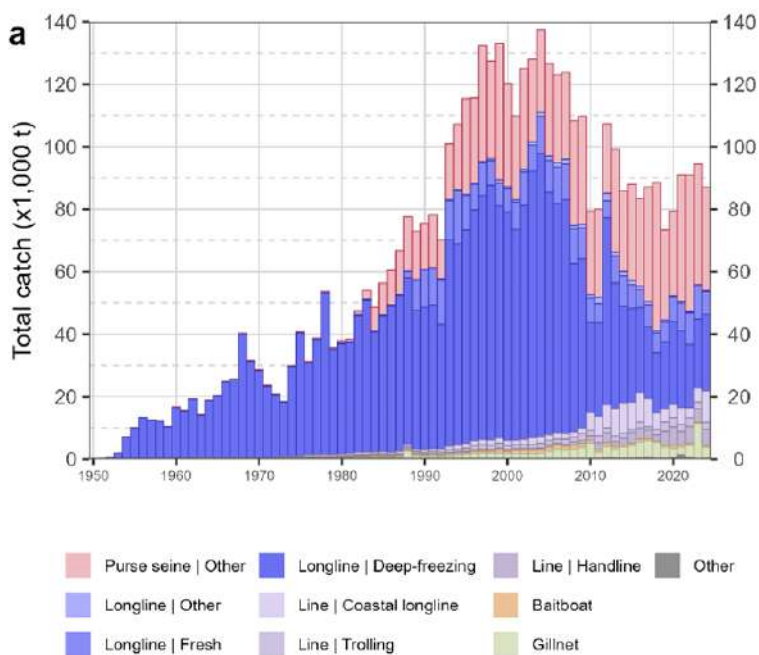 a
140 140
120 120
100 100
80 80
60 60
40 40
20 20
0 0
Total catch (x1,000 t)
1950 1960 1970 1980 1990 2000 2010 2020
Purse seine | Other Longline | Deep-freezing Line | Handline Other
Longline | Other Line | Coastal longline Baitboat
Longline | Fresh Line | Trolling Gillnet